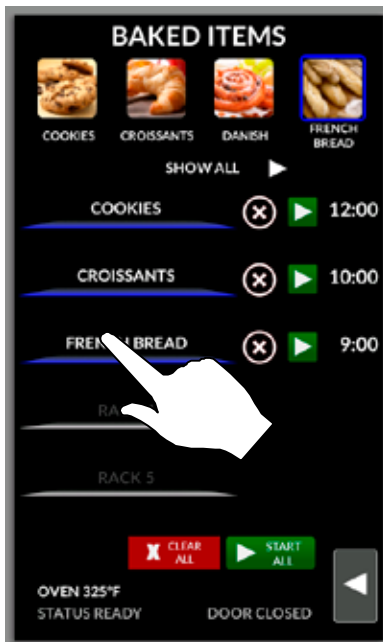 BAKED ITEMS
COOKIES CROISSANTS DANISH FRENCH BREAD
SHOW ALL
COOKIES 12:00
CROISSANTS 10:00
FRENCH BREAD 9:00
RA
RACK 5
X CLEAR ALL START ALL
OVEN 325°F
STATUS READY DOOR CLOSED